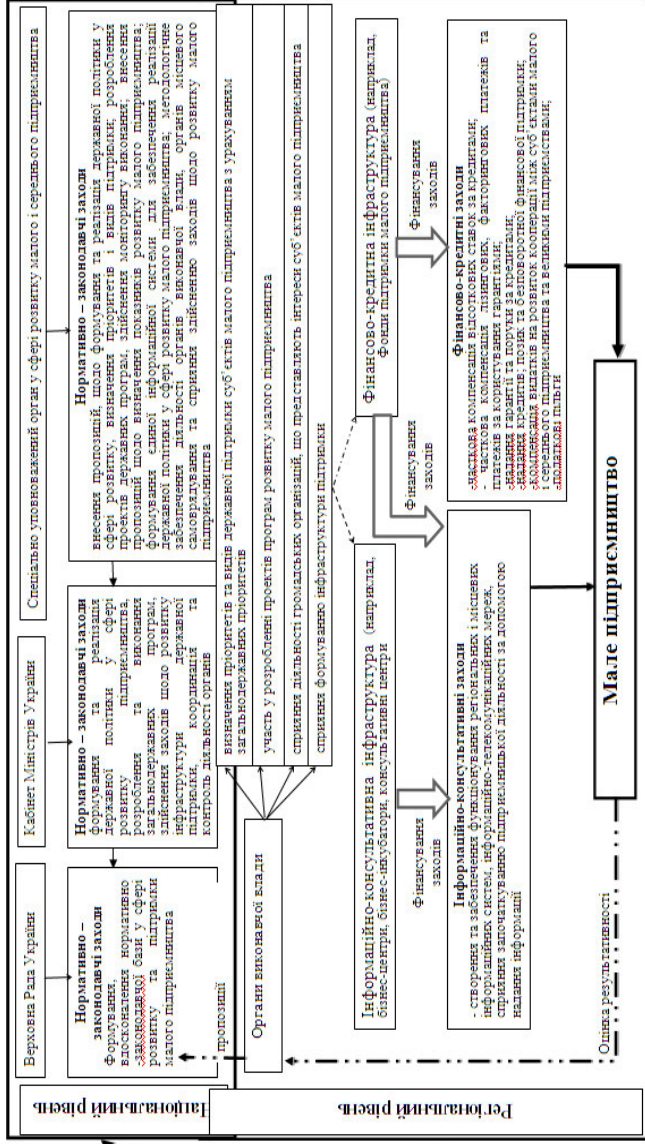 Національний рівень
Верховна Рада України
Кабінет Міністрів України
Спеціально уповноважений орган у сфері розвитку малого і середнього підприємництва
Нормативно –
законодавчі заходи
Формування,
вдосконалення нормативно
-законодавчої бази у сфері
розвитку та підтримки
малого підприємництва
Нормативно – законодавчі заходи
формування та реалізація
державної політики у сфері
розвитку підприємництва,
розроблення та виконання
загальнодержавних програм,
здійснення заходів щодо розвитку
інфраструктури державної
підтримки, координація та
контроль діяльності органів
Нормативно – законодавчі заходи
внесення пропозицій, щодо формування та реалізація державної політики у
сфері розвитку, визначення пріоритетів і видів підтримки; розроблення
проектів державних програм, здійснення моніторингу виконання; внесення
пропозицій щодо визначення показників розвитку малого підприємництва;
формування єдиної інформаційної системи для забезпечення реалізації
державної політики у сфері розвитку малого підприємництва; методологічне
забезпечення діяльності органів виконавчої влади, органів місцевого
самоврядування та сприяння здійсненню заходів щодо розвитку малого
підприємництва
пропозиції
Регіональний рівень
Органи виконавчої влади
визначення пріоритетів та видів державної підтримки суб’єктів малого підприємництва з урахуванням
загальнодержавних пріоритетів
участь у розробленні проектів програм розвитку малого підприємництва
сприяння діяльності громадських організацій, що представляють інтереси суб’єктів малого підприємництва
сприяння формуванню інфраструктури підтримки
Інформаційно-консультативна інфраструктура (наприклад,
бізнес-центри, бізнес-інкубатори, консультативні центри
Фінансово-кредитна інфраструктура (наприклад,
Фонди підтримки малого підприємництва)
Фінансування
заходів
Фінансування
заходів
Фінансування
заходів
Інформаційно-консультативні заходи
- створення та забезпечення функціонування регіональних і місцевих
інформаційних систем, інформаційно-телекомунікаційних мереж;
сприяння започаткуванню підприємницької діяльності за допомогою
надання інформації
Фінансово-кредитні заходи
-часткова компенсація відсоткових ставок за кредитами;
- часткова компенсація лізингових, факторингових платежів та
платежів за користування гарантіями;
-надання гарантії та поруки за кредитами;
-надання кредитів; позик та безповоротної фінансової підтримки;
-компенсація видатків на розвиток кооперації між суб’єктами малого
і середнього підприємництва та великими підприємствами;
-податкові пільги
Оцінка результативності
Мале підприємництво